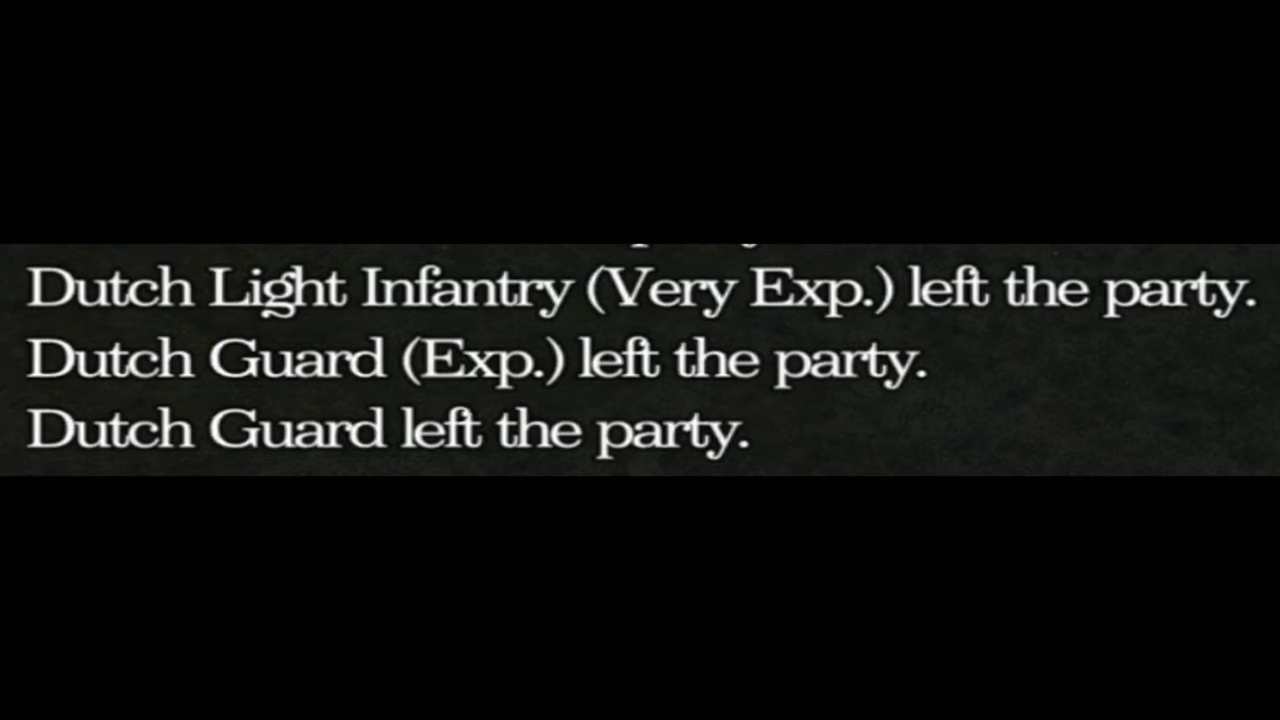 Dutch Light Infantry (Very Exp.) left the party.
Dutch Guard (Exp.) left the party.
Dutch Guard left the party.